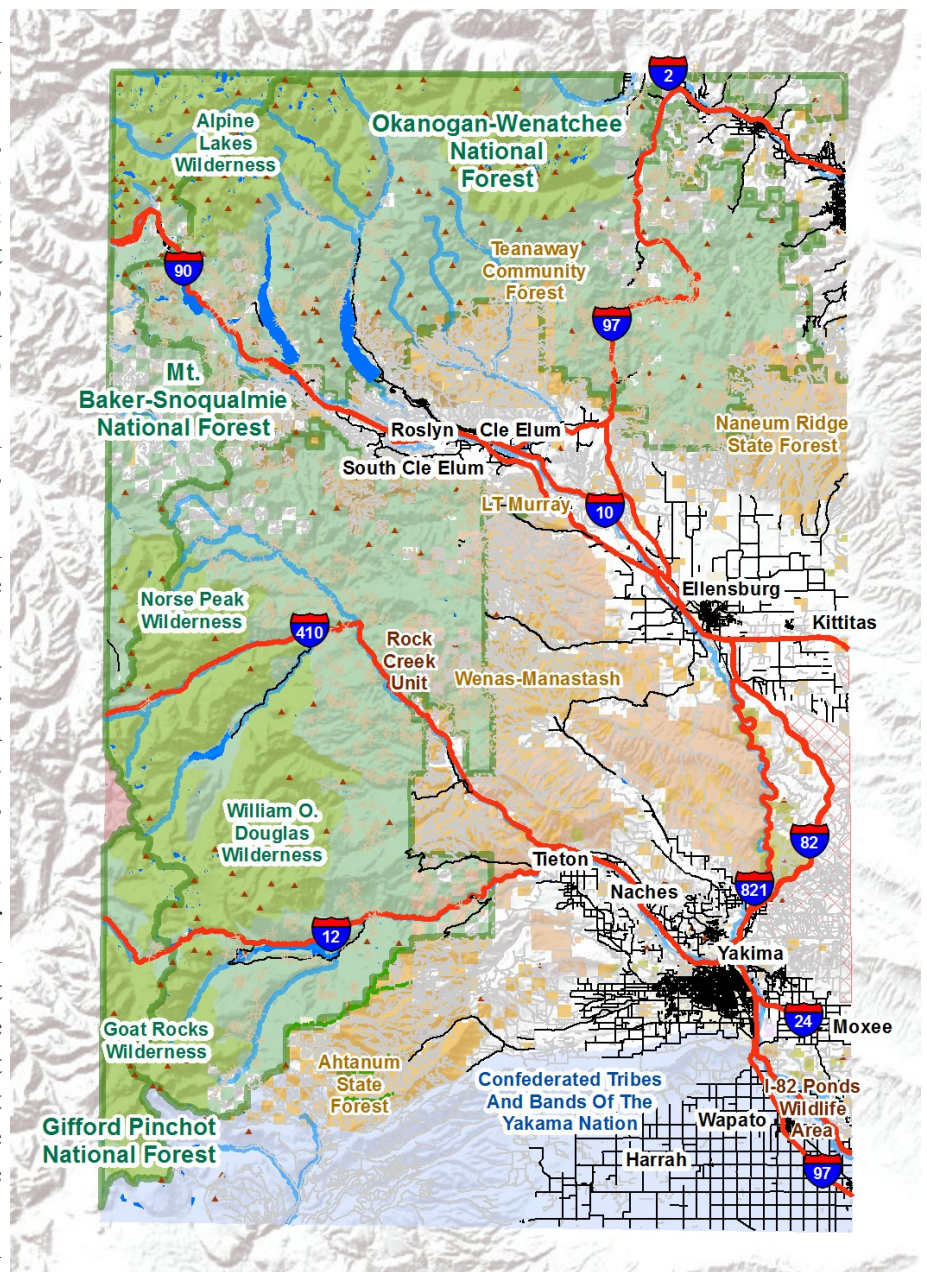 2
Alpine
Lakes
Wilderness
Okanogan-Wenatchee
National
Forest
90
Teanaway
Community
Forest
97
Mt.
Baker-Snoqualmie
National Forest
Roslyn
Cle Elum
South Cle Elum
Naneum Ridge
State Forest
LT Murray
10
Ellensburg
Kittitas
Norse Peak
Wilderness
410
Rock
Creek
Unit
Wenas-Manastash
William O.
Douglas
Wilderness
82
Tieton
821
Naches
12
Yakima
Goat Rocks
Wilderness
24
Moxee
Ahtanum
State
Forest
Confederated Tribes
And Bands Of The
Yakama Nation
I-82 Ponds
Wildlife
Area
Wapato
Gifford Pinchot
National Forest
Harrah
97